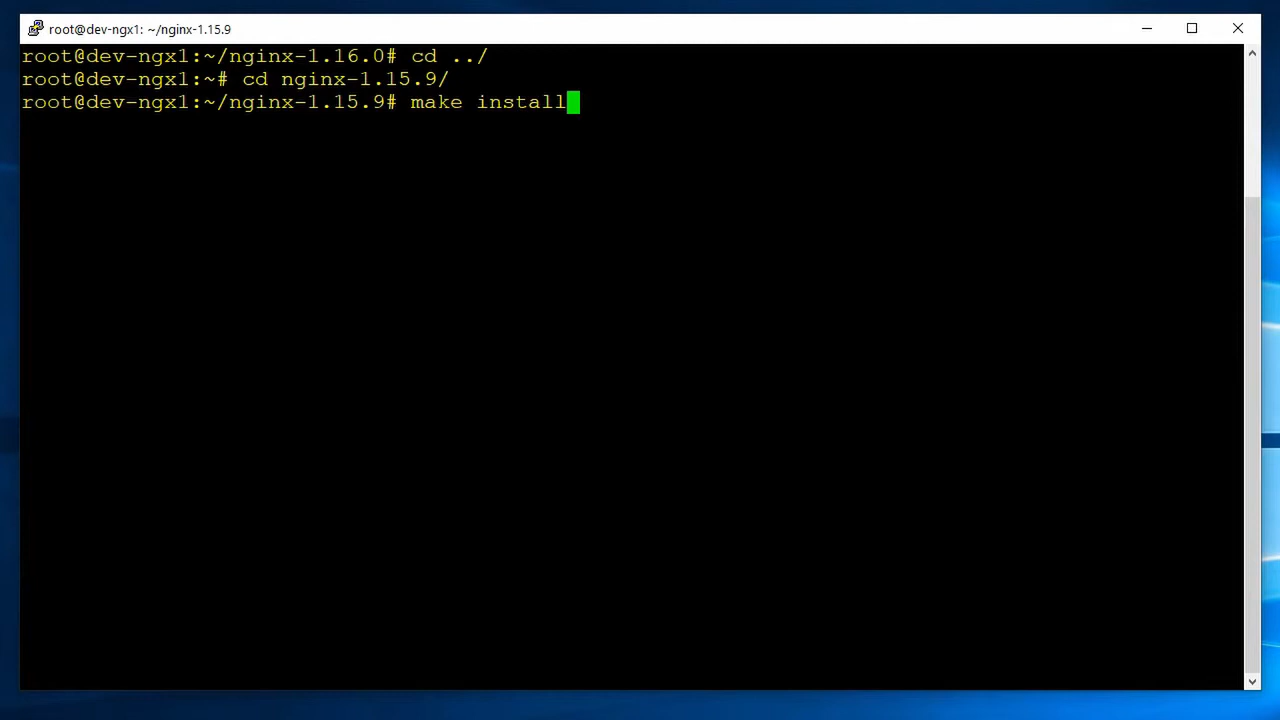 root@dev-ngx1: ~/nginx-1.15.9
root@dev-ngx1:~/nginx-1.16.0# cd ../
root@dev-ngx1:~# cd nginx-1.15.9/
root@dev-ngx1:~/nginx-1.15.9# make install